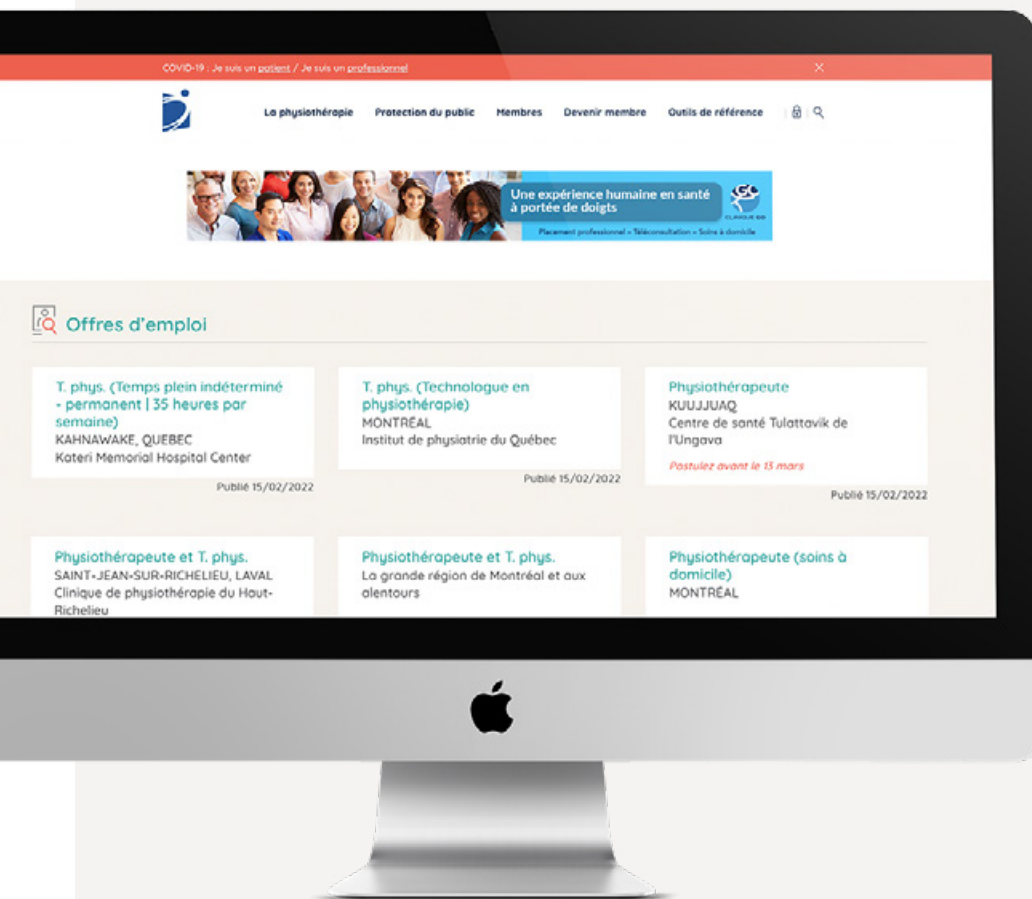 COVID-19 : Je suis un patient / Je suis un professionnel
La physiothérapie Protection du public Membres Devenir membre Outils de référence
Une expérience humaine en santé
à portée de doigts
GC
CLINIQUE GO
Placement professionnel • Téléconsultation • Soins à domicile
Offres d'emploi
T. phys. (Temps plein indéterminé
- permanent | 35 heures par
semaine)
KAHNAWAKE, QUEBEC
Kateri Memorial Hospital Center
Publié 15/02/2022
T. phys. (Technologue en
physiothérapie)
MONTRÉAL
Institut de physiatrie du Québec
Publié 15/02/2022
Physiothérapeute
KUUJJUAQ
Centre de santé Tulattavik de
l'Ungava
Postulez avant le 13 mars
Publié 15/02/2022
Physiothérapeute et T. phys.
SAINT-JEAN-SUR-RICHELIEU, LAVAL
Clinique de physiothérapie du Haut-
Richelieu
Physiothérapeute et T. phys.
La grande région de Montréal et aux
alentours
Physiothérapeute (soins à
domicile)
MONTRÉAL